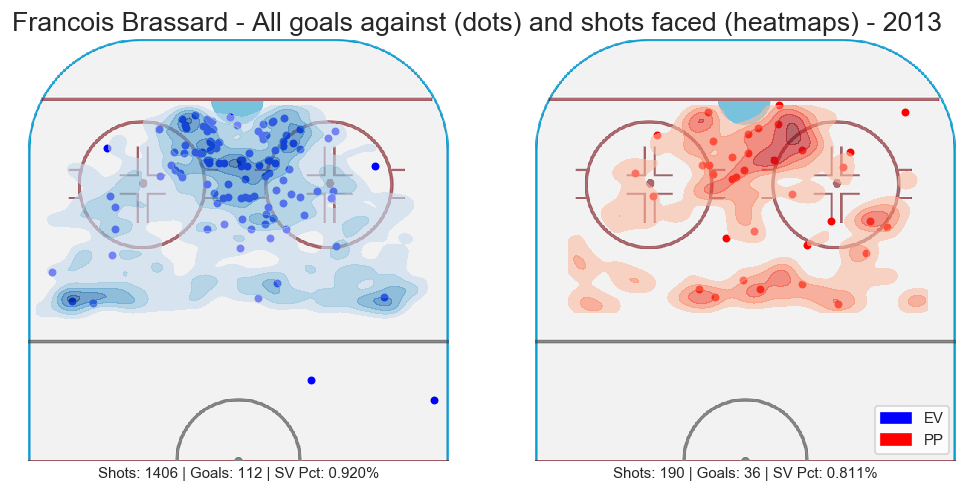 Francois Brassard - All goals against (dots) and shots faced (heatmaps) - 2013
EV
PP
Shots: 1406 | Goals: 112 | SV Pct: 0.920%
Shots: 190 | Goals: 36 | SV Pct: 0.811%